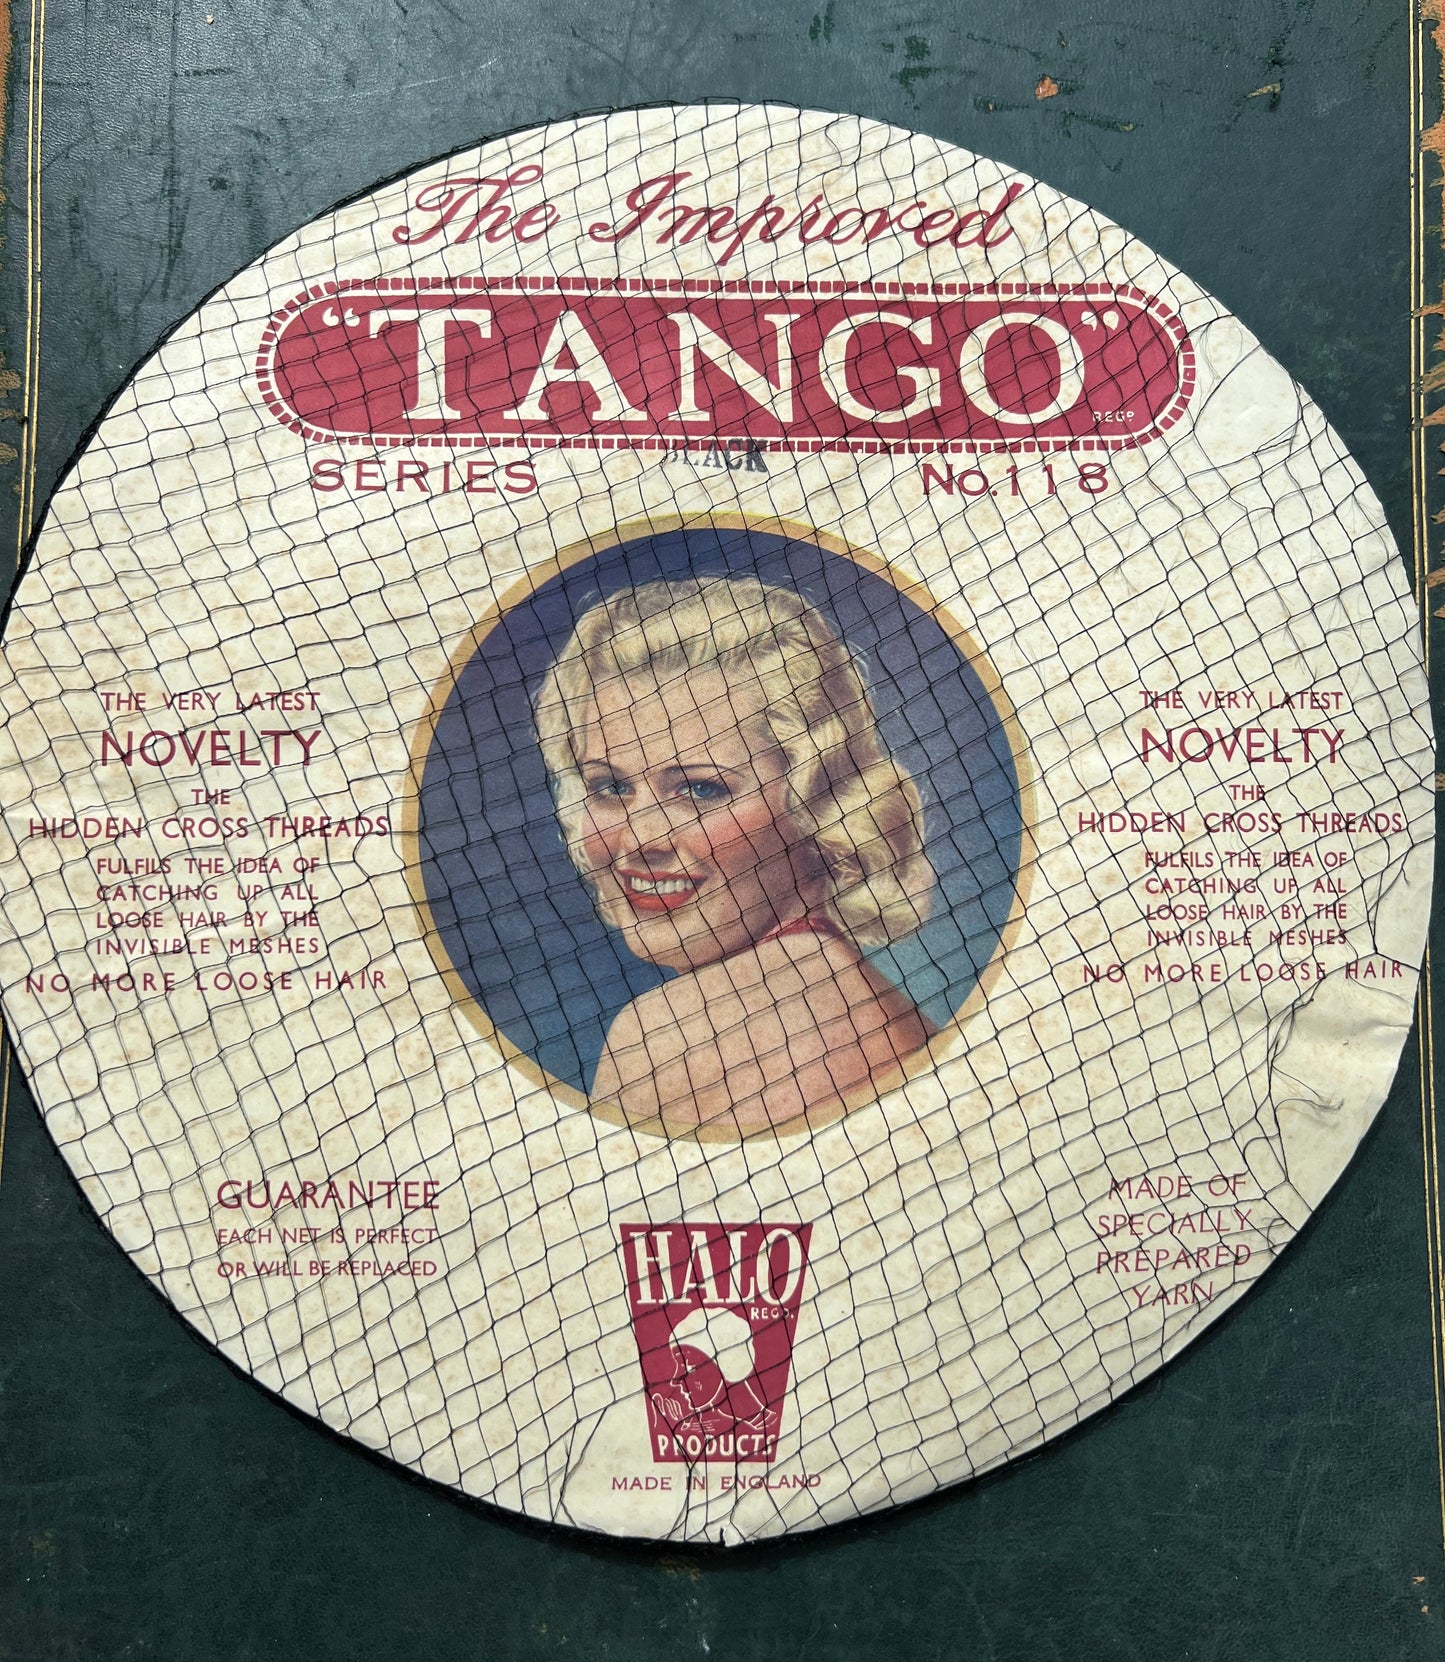 The Improved
"TANGO"
REGD
BLACK
SERIES No. 118
THE VERY LATEST
NOVELTY
THE
HIDDEN CROSS THREADS
FULFILS THE IDEA OF
CATCHING UP ALL
LOOSE HAIR BY THE
INVISIBLE MESHES
NO MORE LOOSE HAIR
THE VERY LATEST
NOVELTY
THE
HIDDEN CROSS THREADS
FULFILS THE IDEA OF
CATCHING UP ALL
LOOSE HAIR BY THE
INVISIBLE MESHES
NO MORE LOOSE HAIR
GUARANTEE
EACH NET IS PERFECT
OR WILL BE REPLACED
HALO
REGD.
PRODUCTS
MADE IN ENGLAND
MADE OF
SPECIALLY
PREPARED
YARN